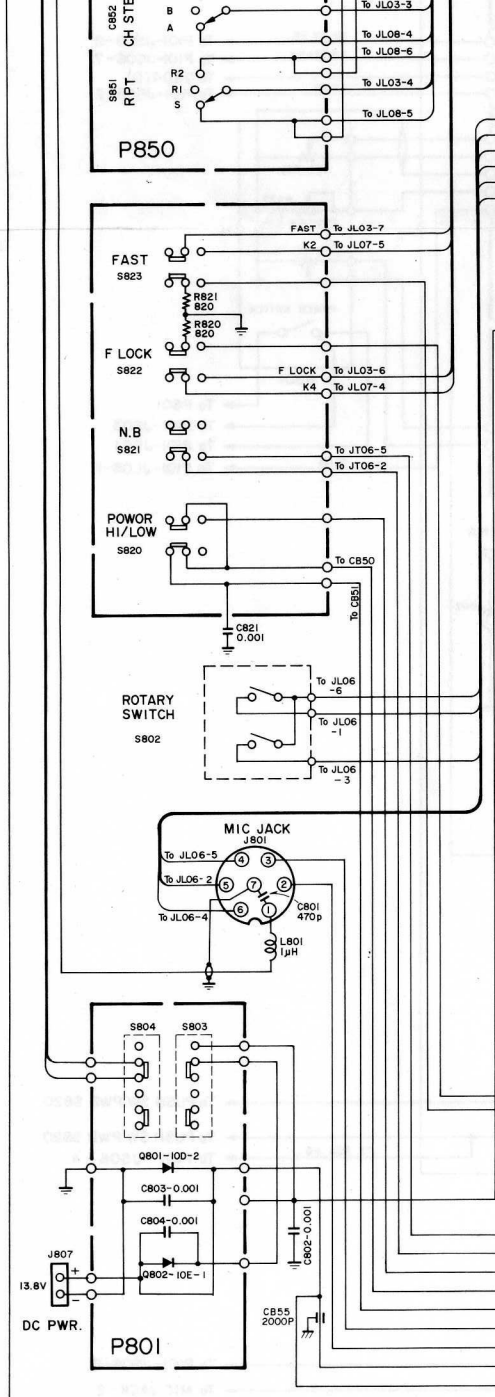 C852
CH STE
B
A
To JL03-3
To JL08-4
To JL08-6
S851
RPT
R2
R1
S
To JL03-4
To JL08-5
P850
FAST To JL03-7
K2 To JL07-5
FAST
S823
R821
820
R820
820
F LOCK
S822
F LOCK To JL03-6
K4 To JL07-4
N.B
S821
To JT06-5
To JT06-2
POWOR
HI/LOW
S820
To CB50
To CB51
C821
0.001
ROTARY
SWITCH
S802
To JL06
-6
To JL06
-1
To JL06
-3
MIC JACK
J801
To JL06-5
To JL06-2
To JL06-4
4
3
5
7
2
6
1
C801
470p
L801
1μH
S804
S803
Q801-10D-2
C803-0.001
C804-0.001
Q802-10E-1
C802-0.001
J807
+
13.8V
-
DC PWR.
CB55
2000P
P801